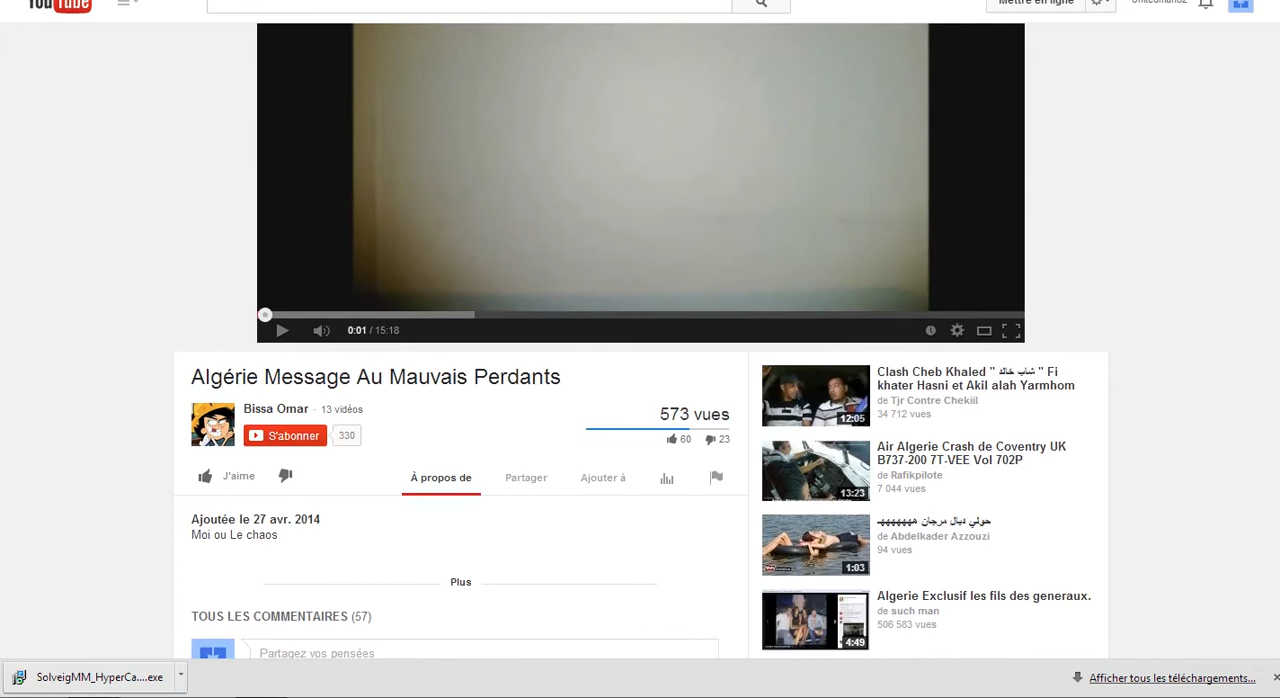 YouTube
Mettre en ligne
0:01 / 15:18
Algérie Message Au Mauvais Perdants
Bissa Omar · 13 vidéos
S'abonner 330
573 vues
60 23
J'aime
À propos de Partager Ajouter à
Ajoutée le 27 avr. 2014
Moi ou Le chaos
Plus
TOUS LES COMMENTAIRES (57)
Partagez vos pensées
Clash Cheb Khaled " شاب خالد " Fi
khater Hasni et Akil alah Yarmhom
de Tjr Contre Chekiil
34 712 vues
12:05
Air Algerie Crash de Coventry UK
B737-200 7T-VEE Vol 702P
de Rafikpilote
7 044 vues
13:23
حولي ديال مرجان ههههههه
de Abdelkader Azzouzi
94 vues
1:03
Algerie Exclusif les fils des generaux.
de such man
506 583 vues
4:49
SolveigMM_HyperCa....exe
Afficher tous les téléchargements...